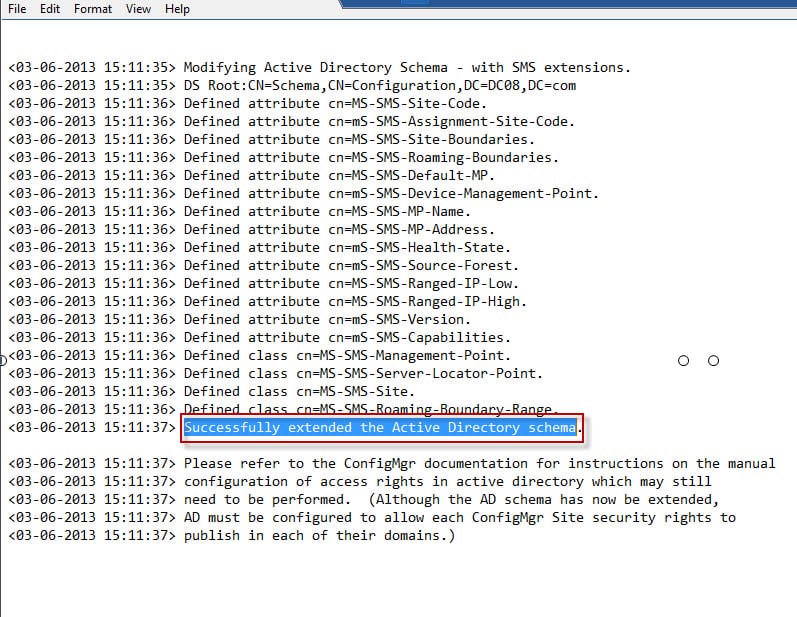 File Edit Format View Help
<03-06-2013 15:11:35> Modifying Active Directory Schema - with SMS extensions.
<03-06-2013 15:11:35> DS Root:CN=Schema,CN=Configuration,DC=DC08,DC=com
<03-06-2013 15:11:36> Defined attribute cn=MS-SMS-Site-Code.
<03-06-2013 15:11:36> Defined attribute cn=mS-SMS-Assignment-Site-Code.
<03-06-2013 15:11:36> Defined attribute cn=MS-SMS-Site-Boundaries.
<03-06-2013 15:11:36> Defined attribute cn=MS-SMS-Roaming-Boundaries.
<03-06-2013 15:11:36> Defined attribute cn=MS-SMS-Default-MP.
<03-06-2013 15:11:36> Defined attribute cn=mS-SMS-Device-Management-Point.
<03-06-2013 15:11:36> Defined attribute cn=MS-SMS-MP-Name.
<03-06-2013 15:11:36> Defined attribute cn=MS-SMS-MP-Address.
<03-06-2013 15:11:36> Defined attribute cn=mS-SMS-Health-State.
<03-06-2013 15:11:36> Defined attribute cn=mS-SMS-Source-Forest.
<03-06-2013 15:11:36> Defined attribute cn=MS-SMS-Ranged-IP-Low.
<03-06-2013 15:11:36> Defined attribute cn=MS-SMS-Ranged-IP-High.
<03-06-2013 15:11:36> Defined attribute cn=mS-SMS-Version.
<03-06-2013 15:11:36> Defined attribute cn=mS-SMS-Capabilities.
<03-06-2013 15:11:36> Defined class cn=MS-SMS-Management-Point.
<03-06-2013 15:11:36> Defined class cn=MS-SMS-Server-Locator-Point.
<03-06-2013 15:11:36> Defined class cn=MS-SMS-Site.
<03-06-2013 15:11:36> Defined class cn=MS-SMS-Roaming-Boundary-Range.
<03-06-2013 15:11:37> Successfully extended the Active Directory schema.
<03-06-2013 15:11:37> Please refer to the ConfigMgr documentation for instructions on the manual
<03-06-2013 15:11:37> configuration of access rights in active directory which may still
<03-06-2013 15:11:37> need to be performed.  (Although the AD schema has now be extended,
<03-06-2013 15:11:37> AD must be configured to allow each ConfigMgr Site security rights to
<03-06-2013 15:11:37> publish in each of their domains.)